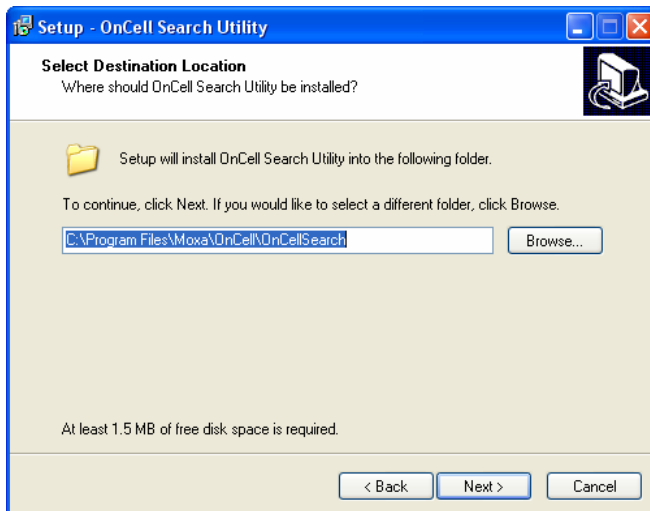 Setup - OnCell Search Utility
Select Destination Location
Where should OnCell Search Utility be installed?
Setup will install OnCell Search Utility into the following folder.
To continue, click Next. If you would like to select a different folder, click Browse.
C:\Program Files\Moxa\OnCell\OnCellSearch
Browse...
At least 1.5 MB of free disk space is required.
< Back
Next >
Cancel